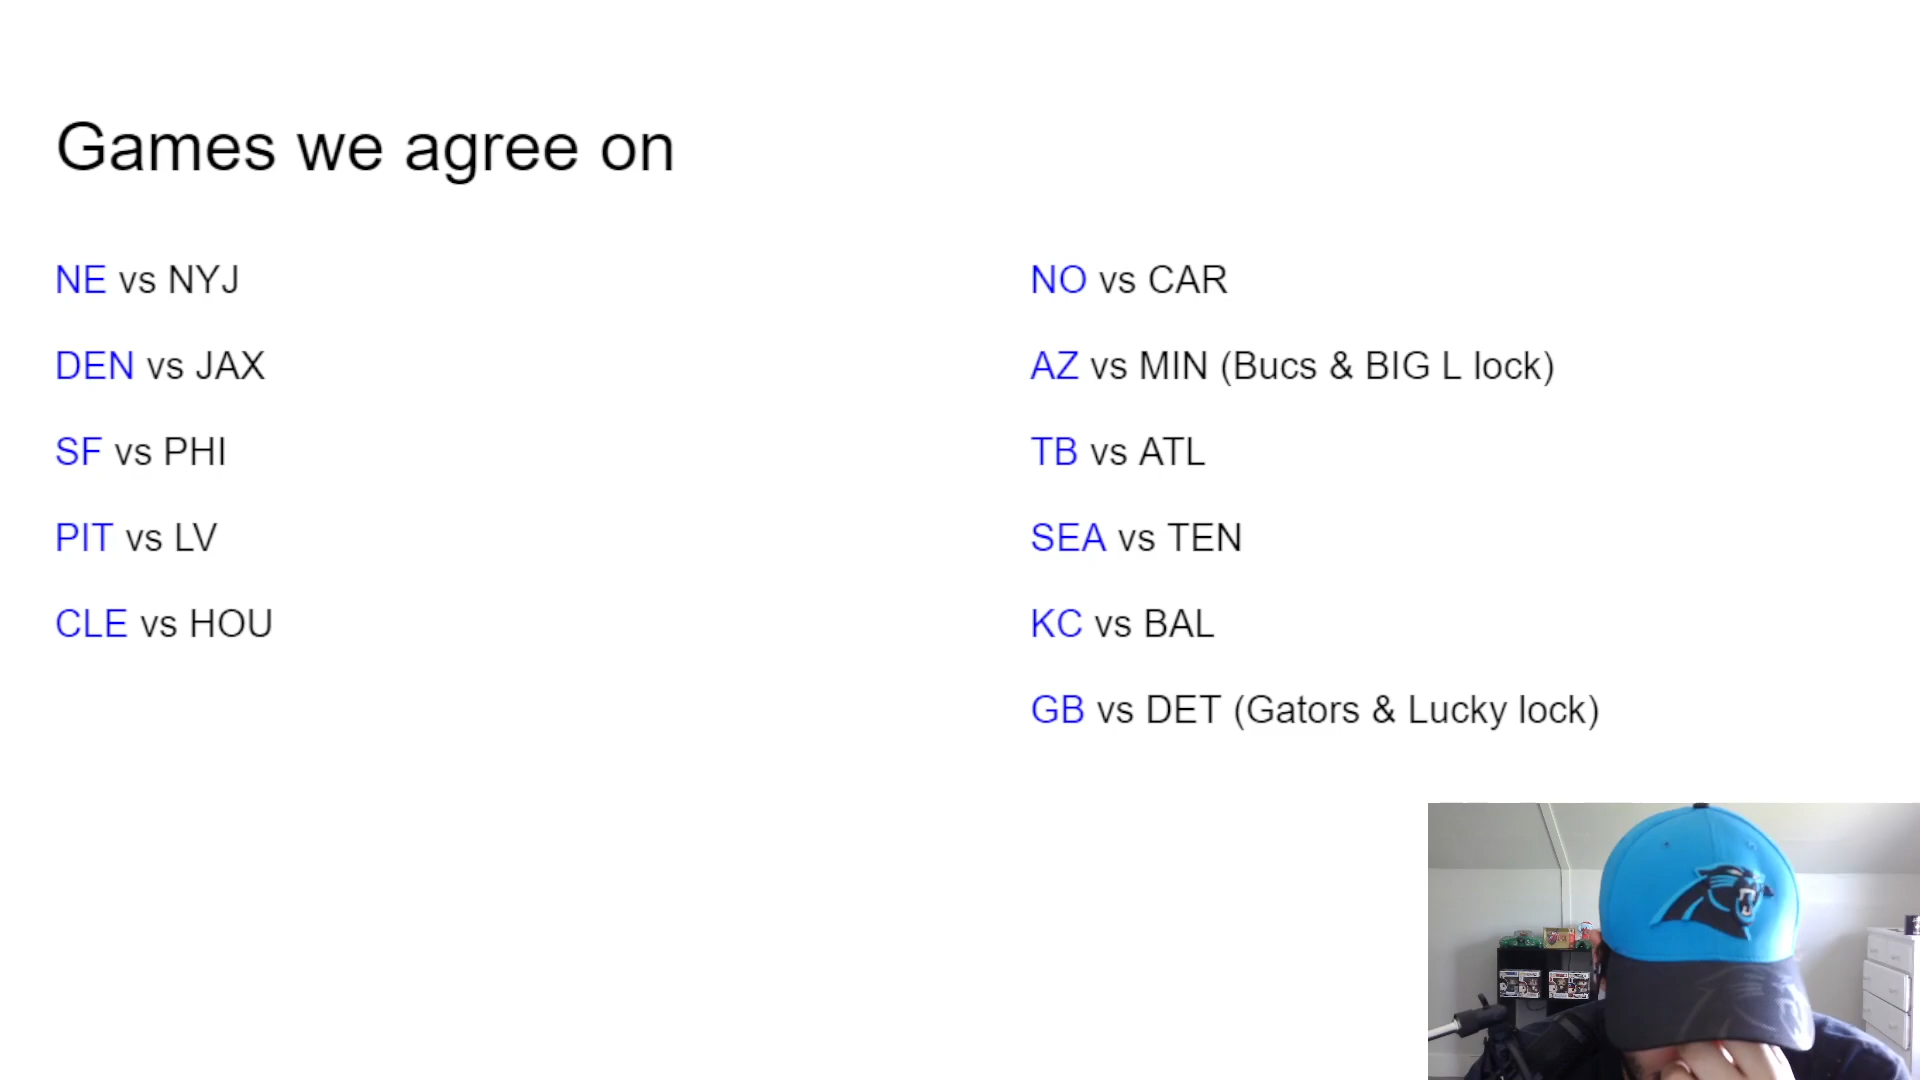 Games we agree on
NE vs NYJ
DEN vs JAX
SF vs PHI
PIT vs LV
CLE vs HOU
NO vs CAR
AZ vs MIN (Bucs & BIG L lock)
TB vs ATL
SEA vs TEN
KC vs BAL
GB vs DET (Gators & Lucky lock)